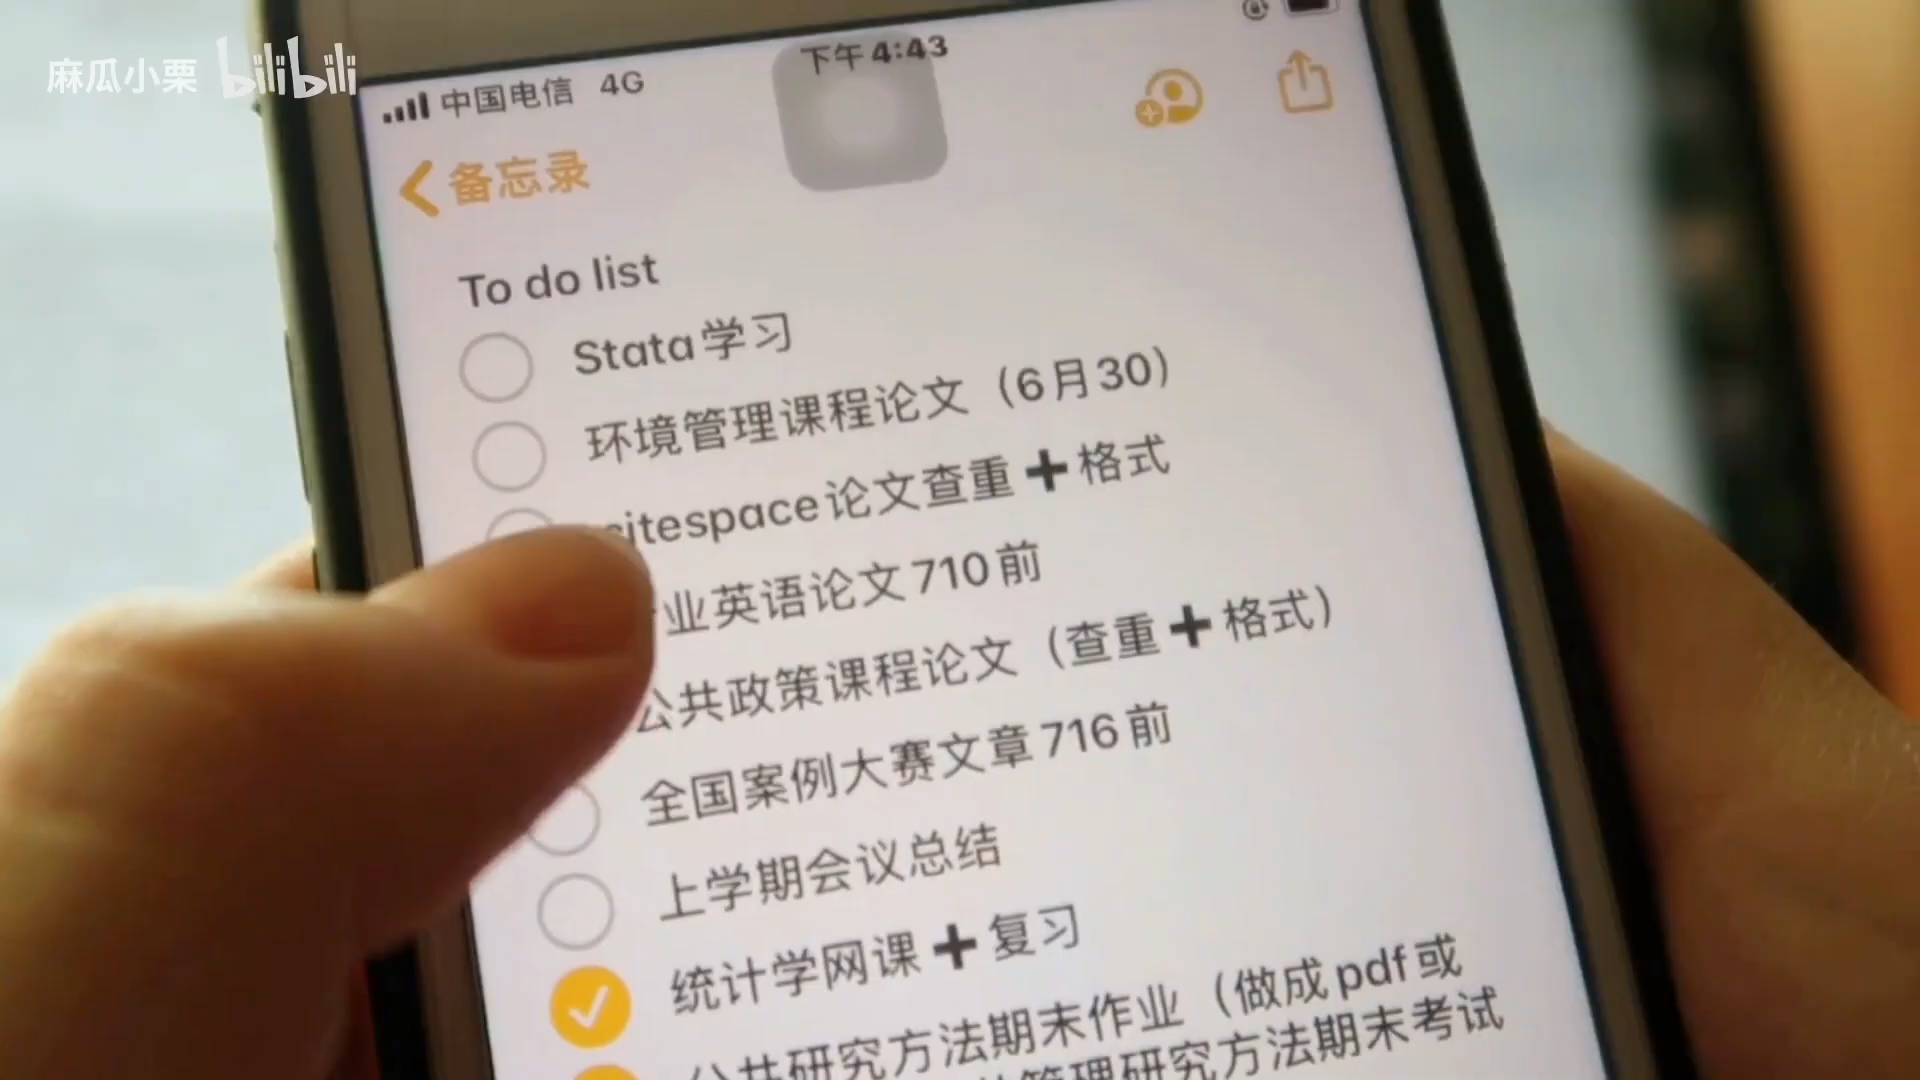 麻瓜小栗 bilibili
中国电信 4G 下午4:43
备忘录
To do list
Stata学习
环境管理课程论文（6月30）
citespace论文查重➕格式
业英语论文710前
公共政策课程论文（查重➕格式）
全国案例大赛文章716前
上学期会议总结
统计学网课➕复习
公共研究方法期末作业（做成pdf或
管理研究方法期末考试